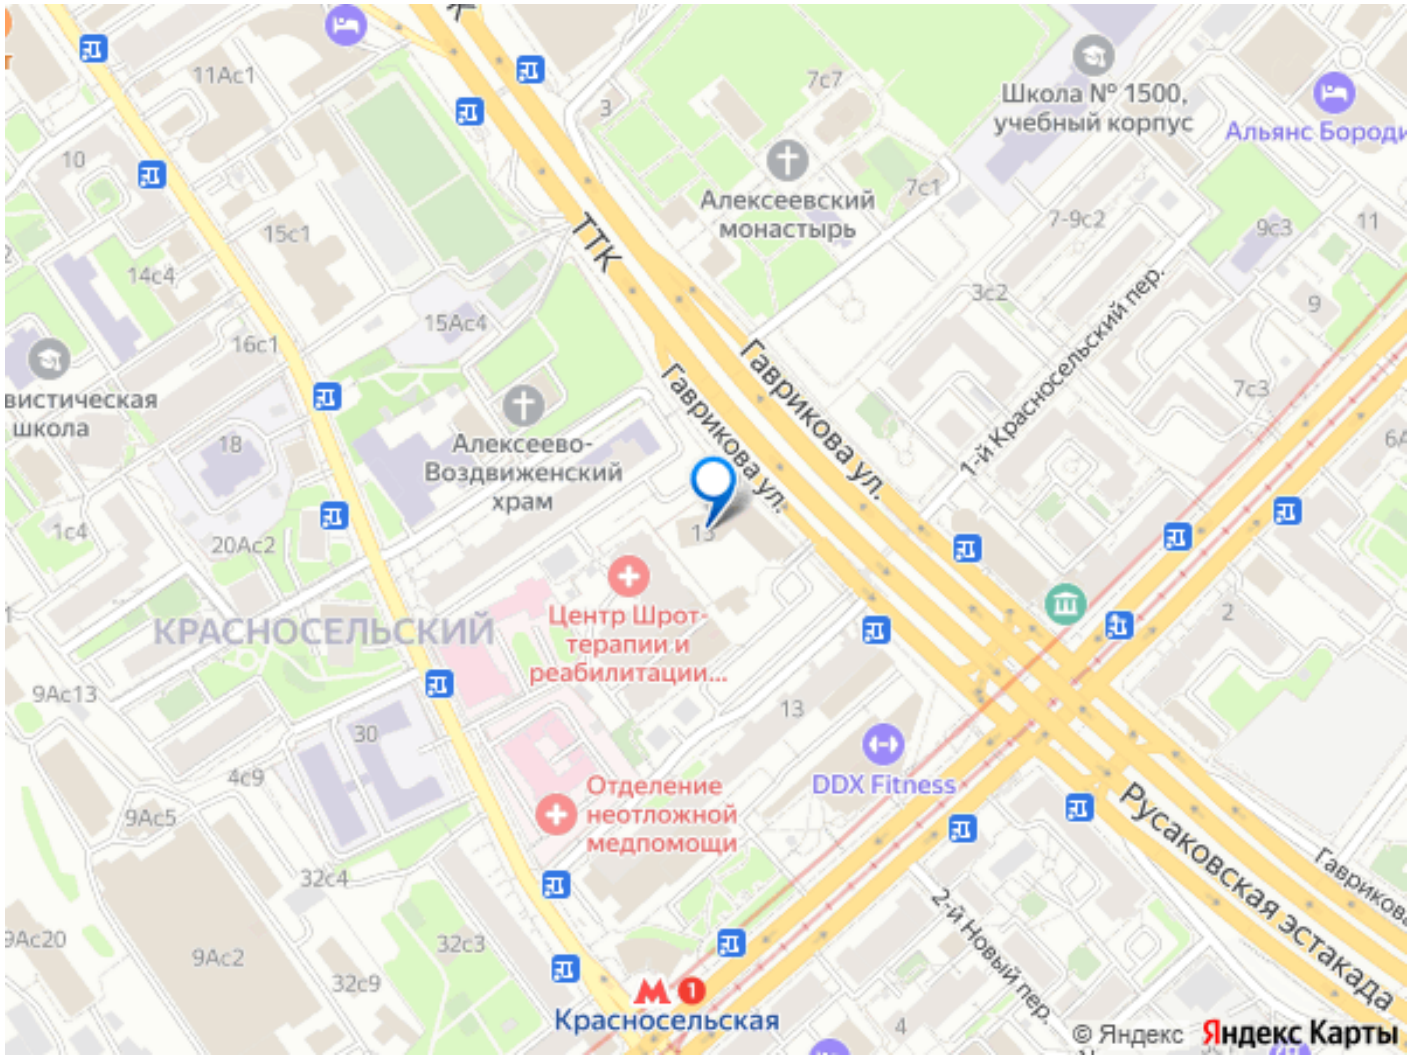 11Ас1
3
7с7
Школа № 1500,
учебный корпус
Альянс Бороди
10
Алексеевский
монастырь
7с1
7-9с2
9с3
11
15с1
ТТК
14с4
3с2
9
15Ас4
16с1
1-й Красносельский пер.
вистическая
школа
Гаврикова ул.
Гаврикова ул.
7с3
18
Алексеево-
Воздвиженский
храм
6А
1с4
20Ас2
13
КРАСНОСЕЛЬСКИЙ
Центр Шрот-
терапии и
реабилитации...
2
9Ас13
30
13
4с9
DDX Fitness
Отделение
неотложной
медпомощи
9Ас5
Русаковская эстакада
Гаврикова
32с4
2-й Новый пер.
9Ас20
9Ас2
32с3
32с9
М 1
Красносельская
4
© Яндекс Яндекс Карты